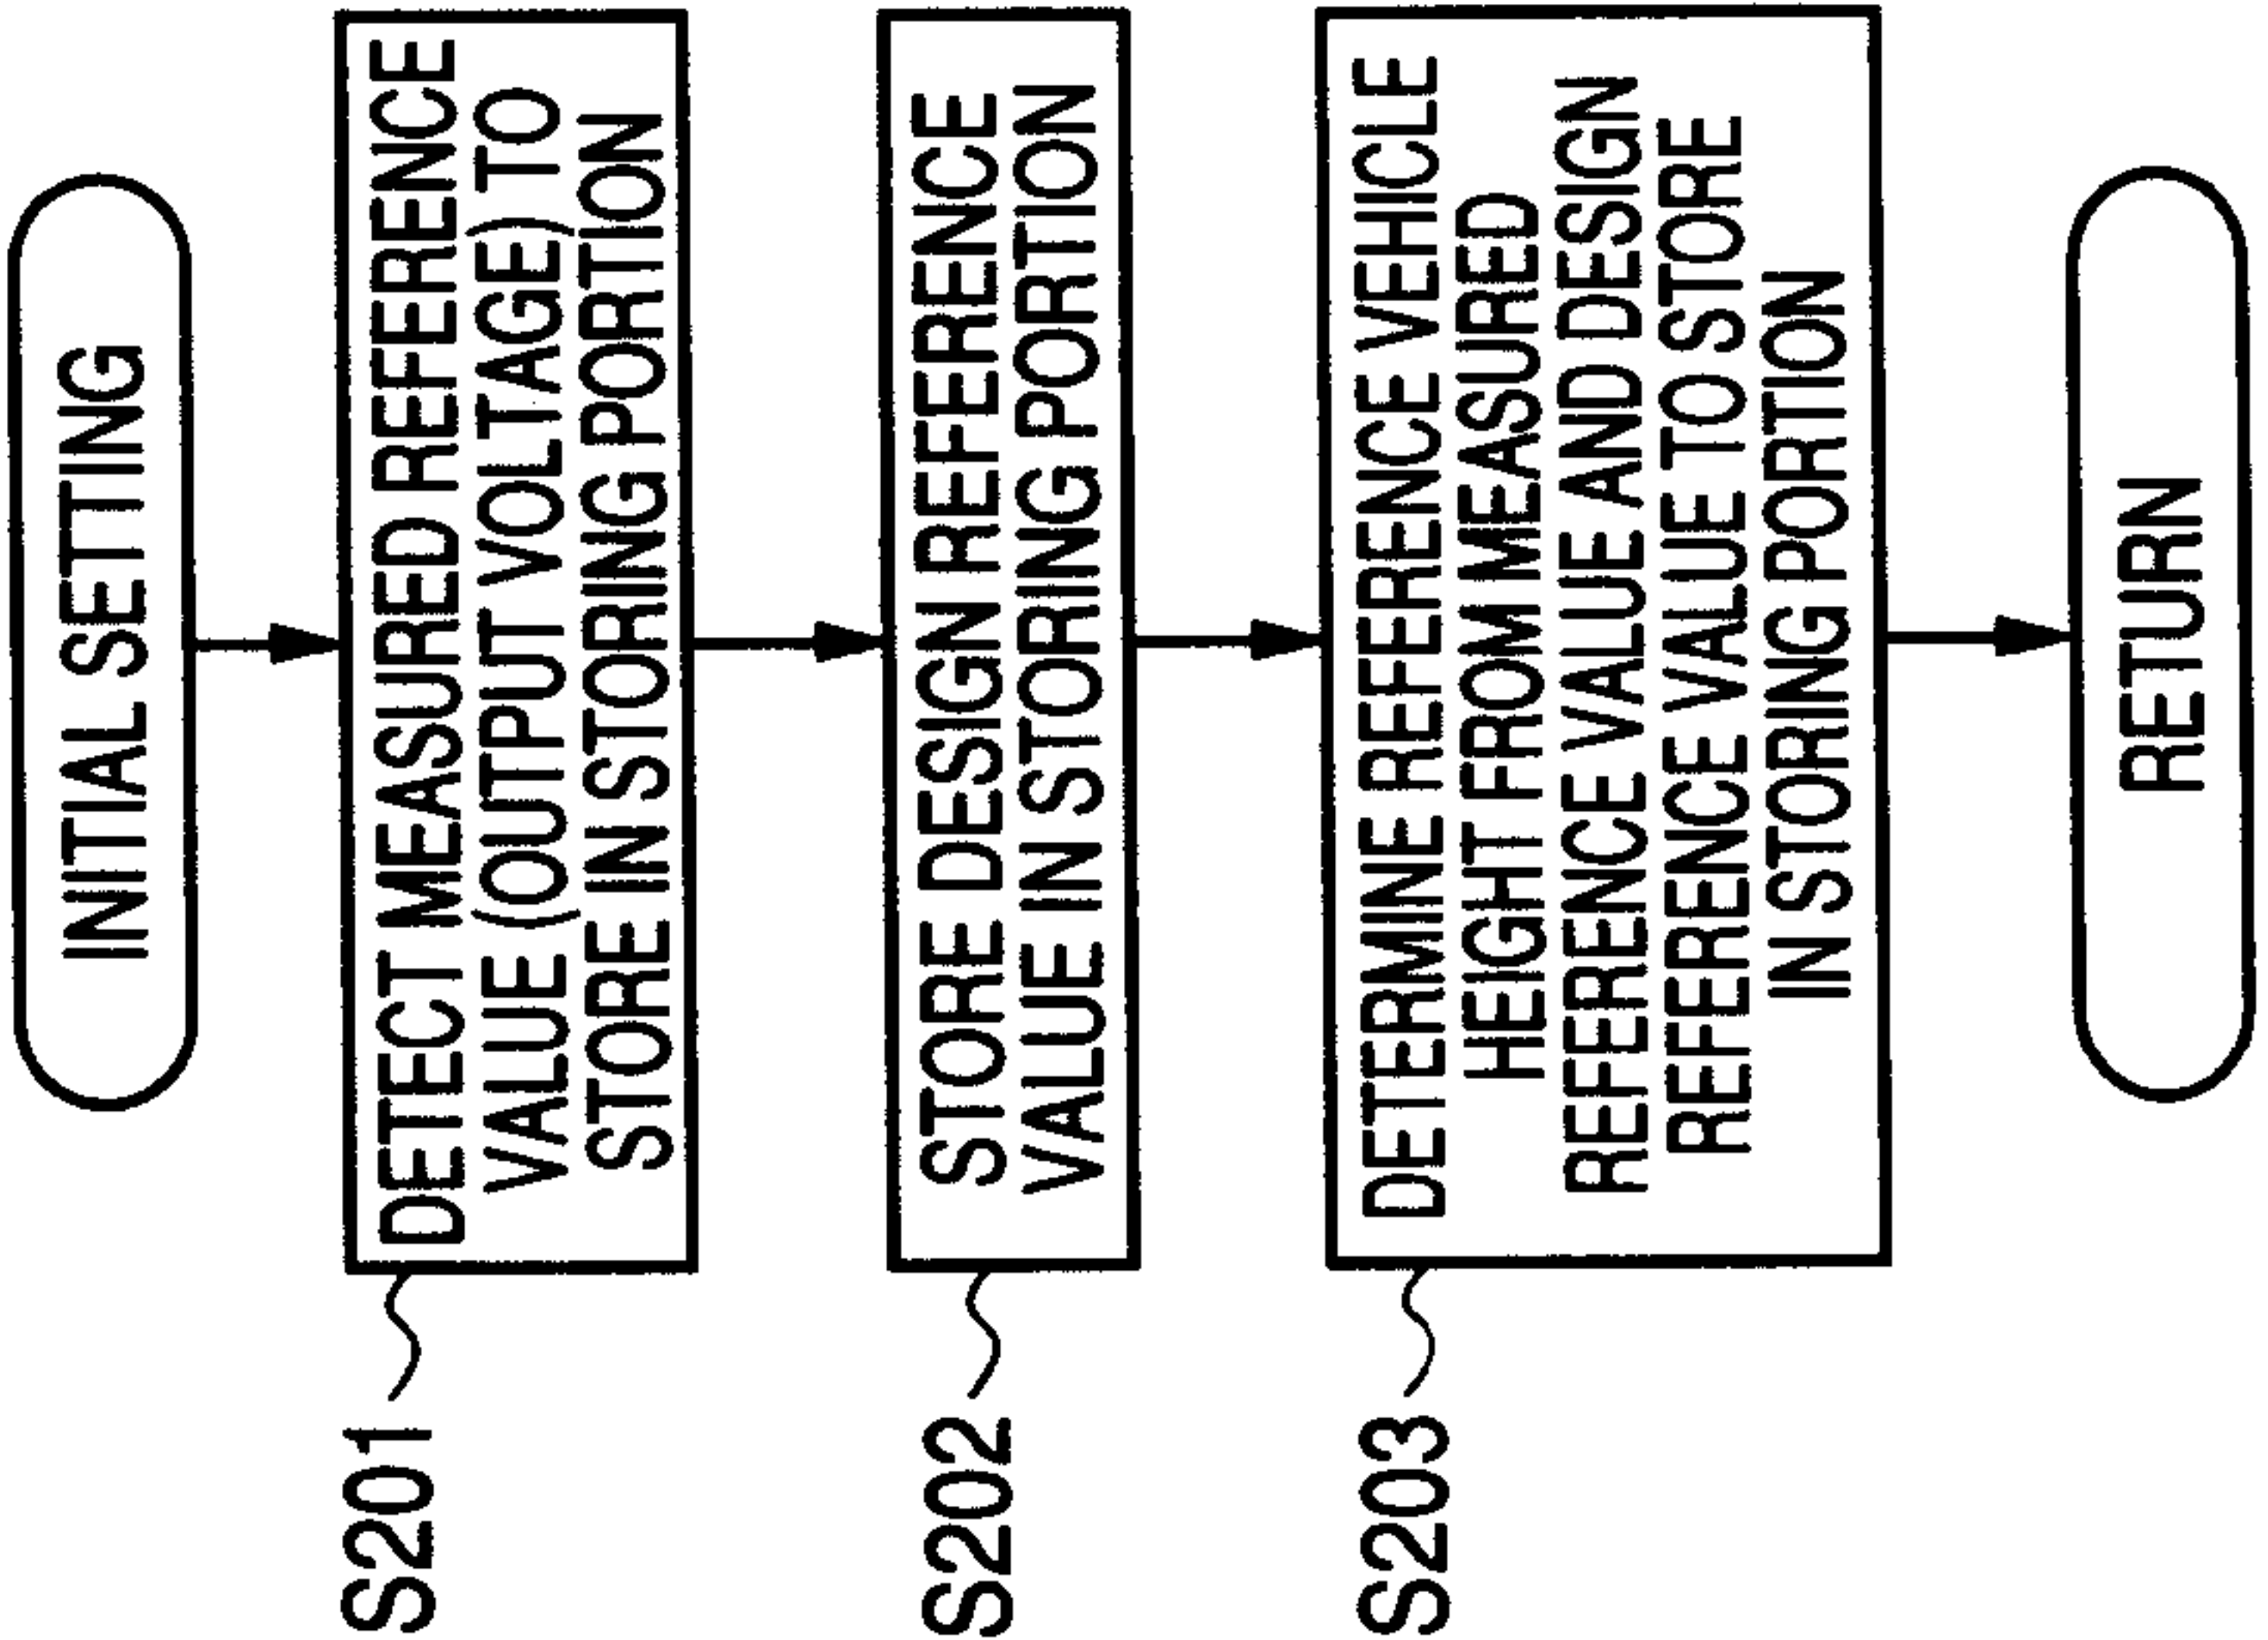 INITIAL SETTING
S201
DETECT MEASURED REFERENCE
VALUE (OUTPUT VOLTAGE) TO
STORE IN STORING PORTION
S202
STORE DESIGN REFERENCE
VALUE IN STORING PORTION
S203
DETERMINE REFERENCE VEHICLE
HEIGHT FROM MEASURED
REFERENCE VALUE AND DESIGN
REFERENCE VALUE TO STORE
IN STORING PORTION
RETURN